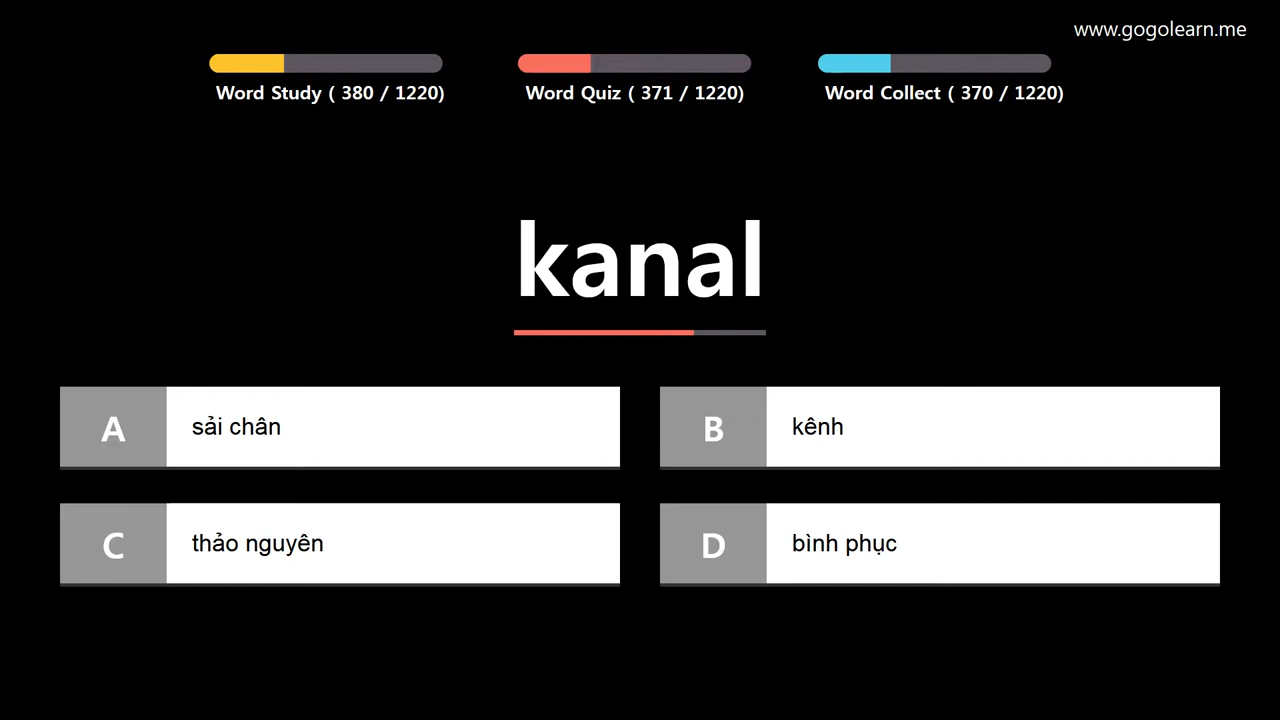 www.gogolearn.me
Word Study ( 380 / 1220)
Word Quiz ( 371 / 1220)
Word Collect ( 370 / 1220)
kanal
A sải chân
B kênh
C thảo nguyên
D bình phục